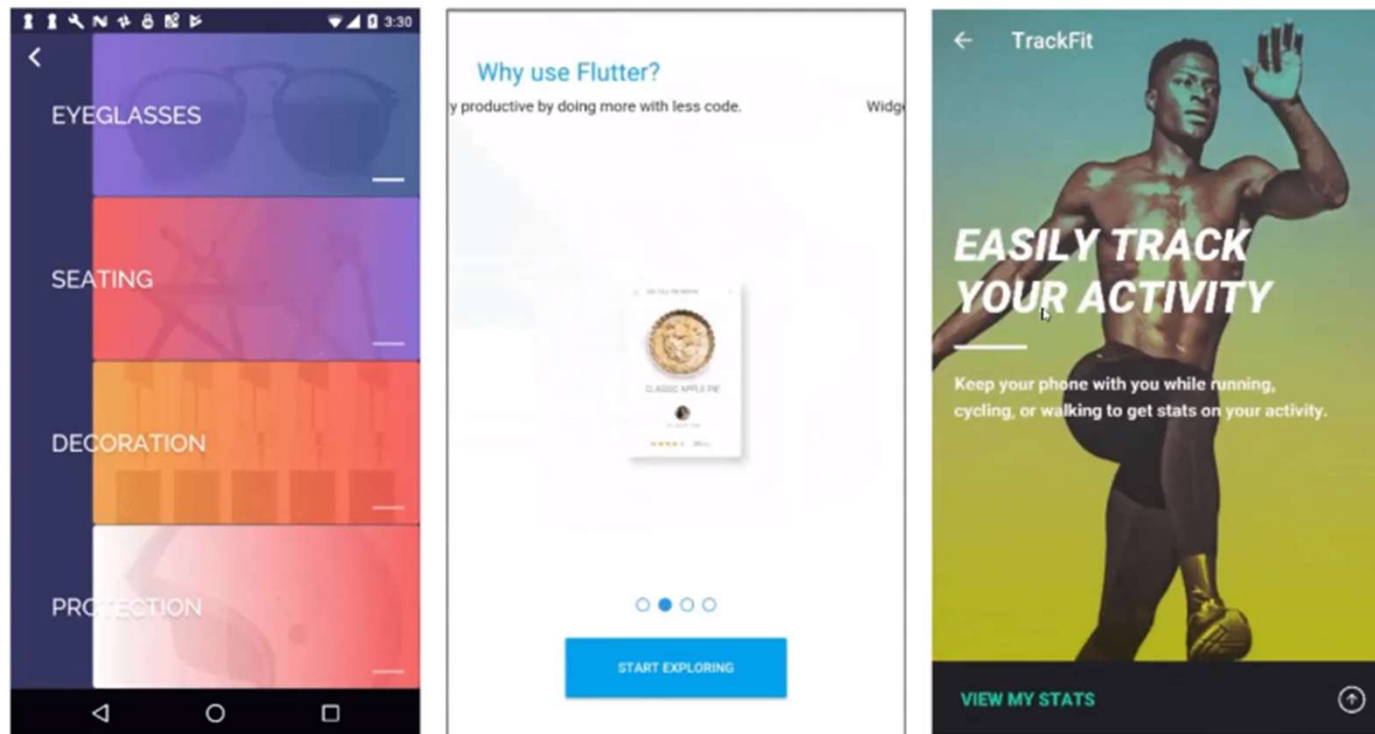 3:30
EYEGLASSES
SEATING
DECORATION
PROTECTION
Why use Flutter?
y productive by doing more with less code.
Widg
CLASSIC APPLE PIE
START EXPLORING
TrackFit
EASILY TRACK
YOUR ACTIVITY
Keep your phone with you while running,
cycling, or walking to get stats on your activity.
VIEW MY STATS